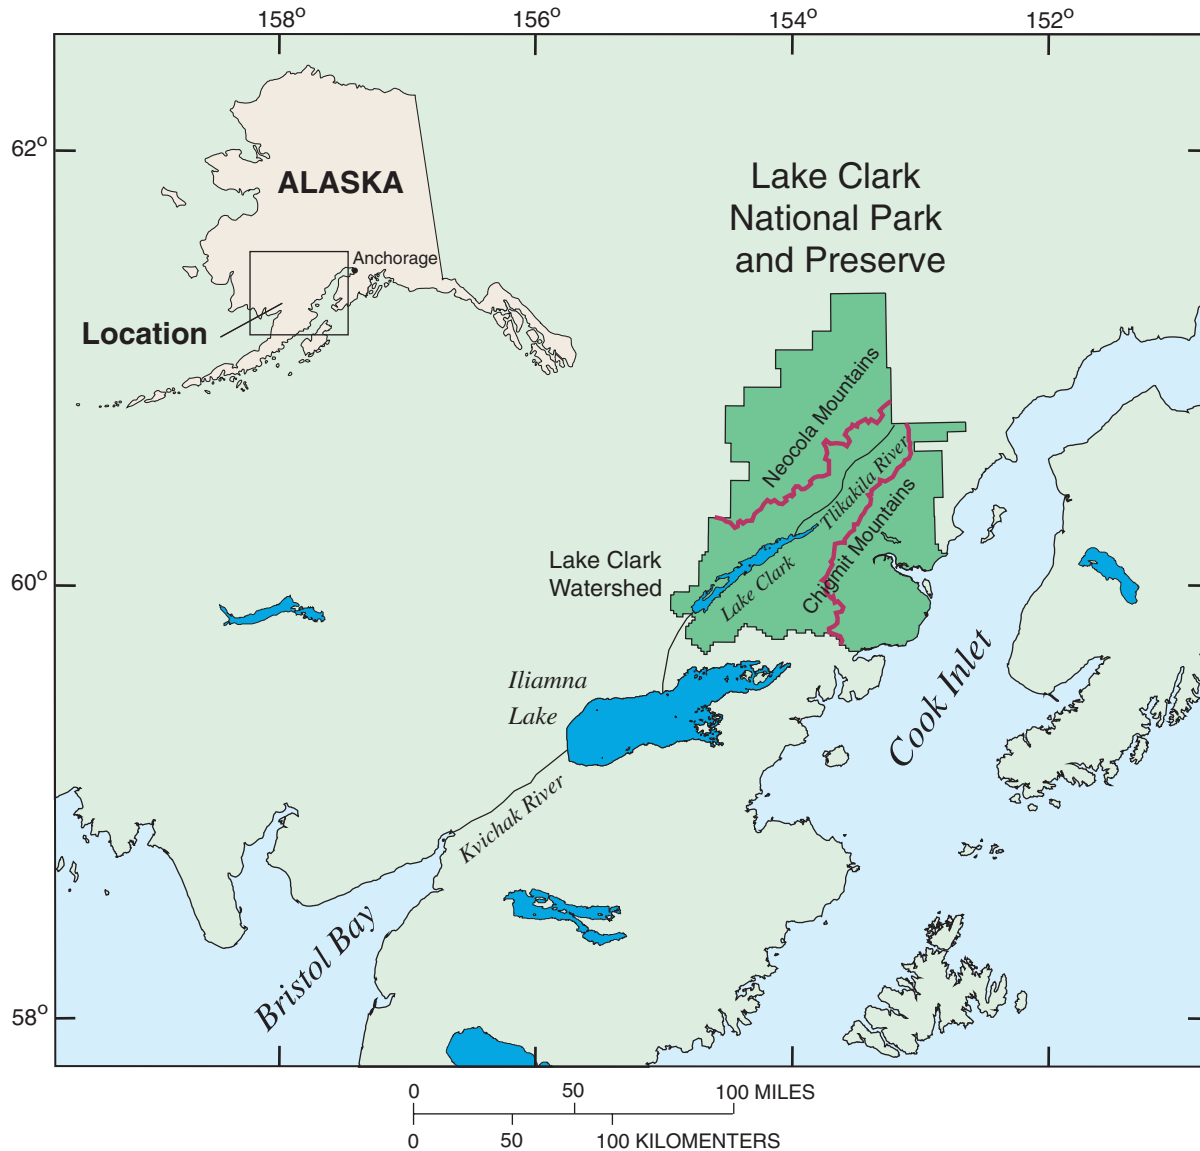 158°
156°
154°
152°
62°
60°
58°
ALASKA
Anchorage
Location
Lake Clark
National Park
and Preserve
Neocola Mountains
Tlikakila River
Chigmit Mountains
Lake Clark
Lake Clark
Watershed
Iliamna
Lake
Kvichak River
Cook Inlet
Bristol Bay
0
50
100 MILES
0
50
100 KILOMENTERS